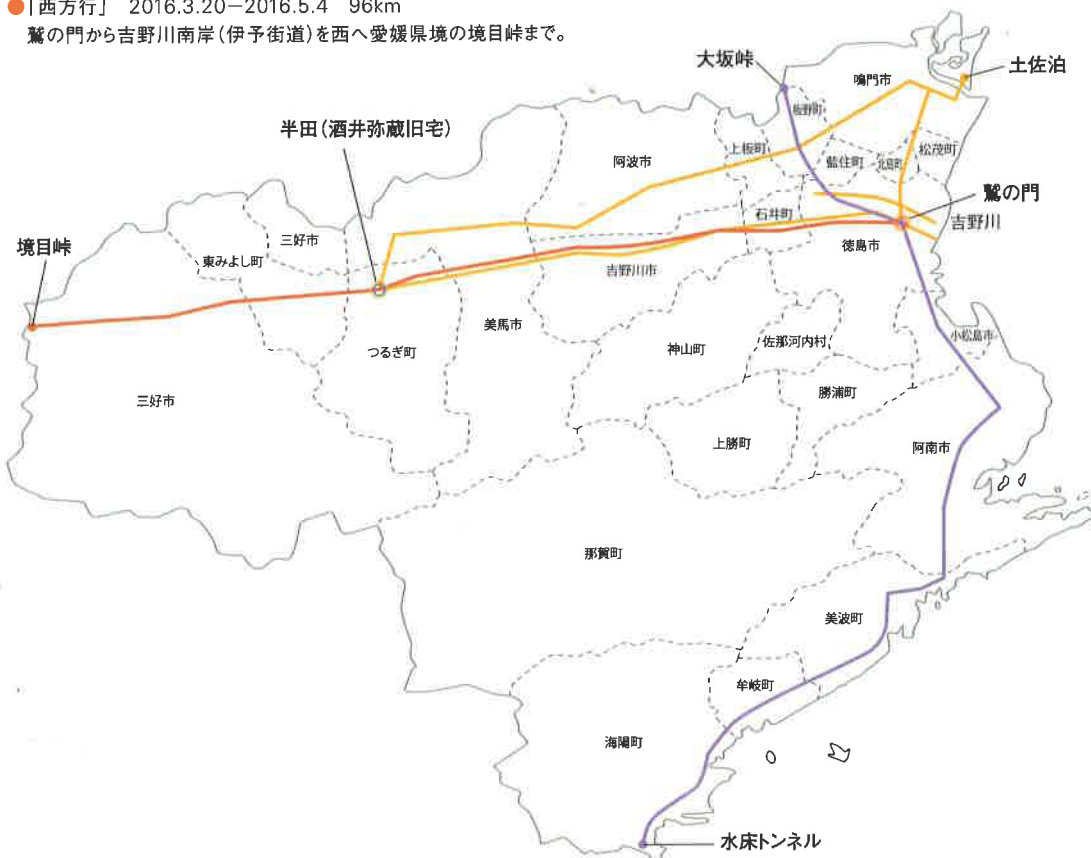 ●「西方行」 2016.3.20－2016.5.4 96km
鷲の門から吉野川南岸（伊予街道）を西へ愛媛県境の境目峠まで。
大坂峠
土佐泊
鳴門市
板野町
半田（酒井弥蔵旧宅）
上板町
松茂町
阿波市
藍住町
北島町
鷲の門
石井町
吉野川
三好市
境目峠
徳島市
東みよし町
吉野川市
美馬市
小松島市
佐那河内村
神山町
つるぎ町
勝浦町
三好市
上勝町
阿南市
那賀町
美波町
牟岐町
海陽町
水床トンネル